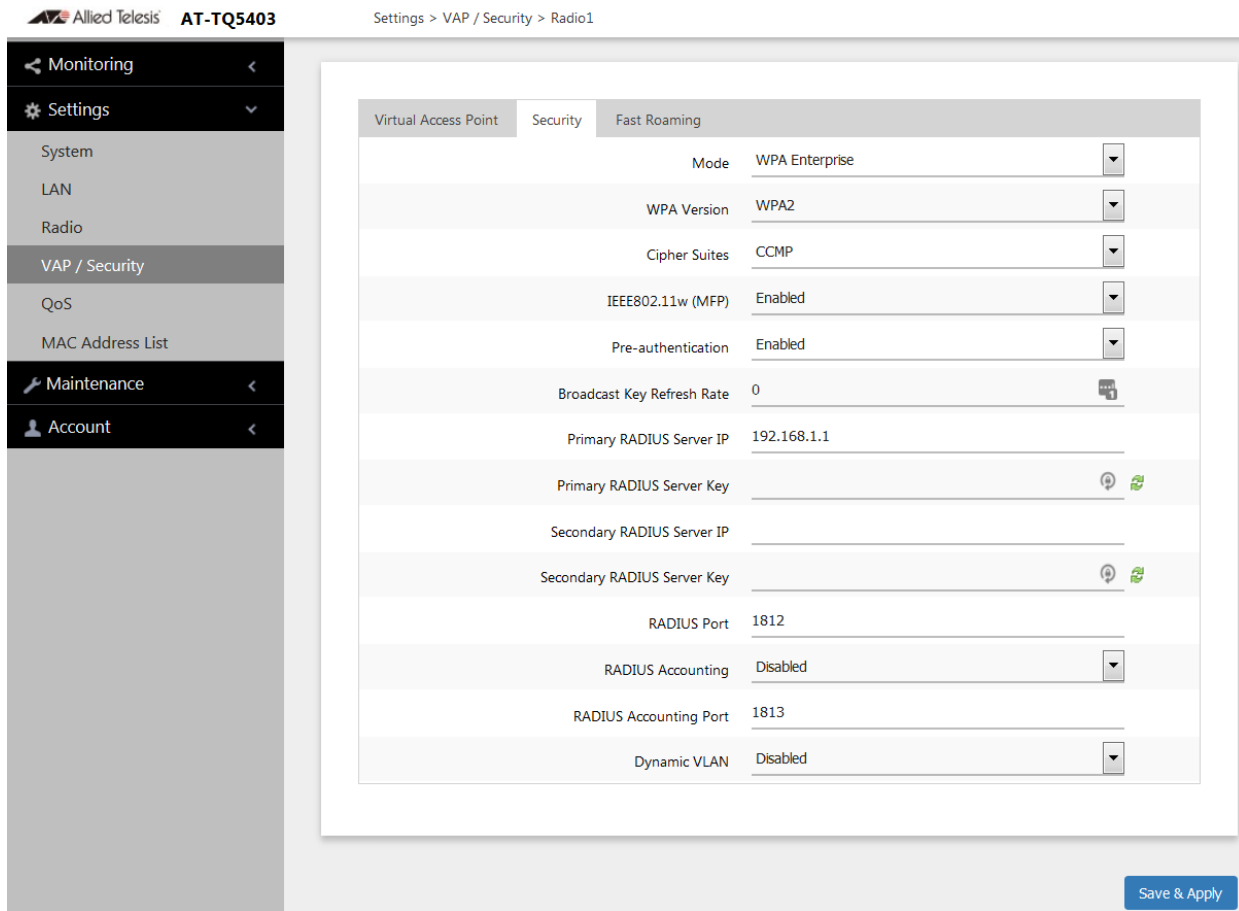 Allied Telesis AT-TQ5403 Settings > VAP / Security > Radio1
Monitoring
Settings
System
LAN
Radio
VAP / Security
QoS
MAC Address List
Maintenance
Account
Virtual Access Point Security Fast Roaming
Mode WPA Enterprise
WPA Version WPA2
Cipher Suites CCMP
IEEE802.11w (MFP) Enabled
Pre-authentication Enabled
Broadcast Key Refresh Rate 0
Primary RADIUS Server IP 192.168.1.1
Primary RADIUS Server Key
Secondary RADIUS Server IP
Secondary RADIUS Server Key
RADIUS Port 1812
RADIUS Accounting Disabled
RADIUS Accounting Port 1813
Dynamic VLAN Disabled
Save & Apply